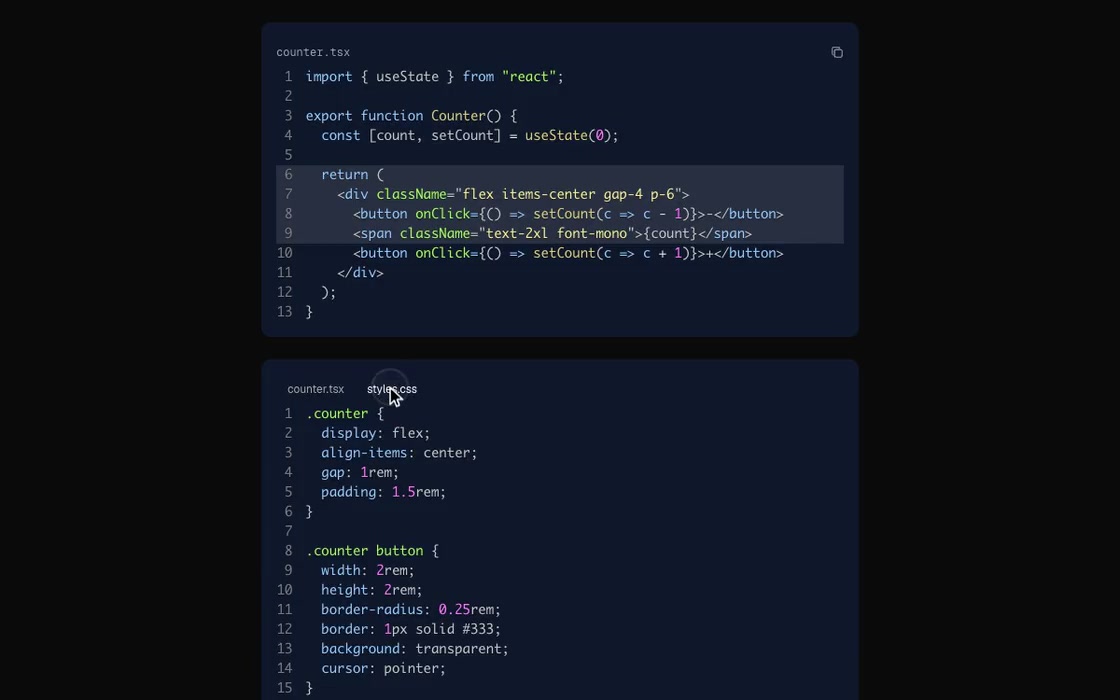 counter.tsx
1 import { useState } from "react";
2
3 export function Counter() {
4   const [count, setCount] = useState(0);
5
6   return (
7     <div className="flex items-center gap-4 p-6">
8       <button onClick={() => setCount(c => c - 1)}>-</button>
9       <span className="text-2xl font-mono">{count}</span>
10       <button onClick={() => setCount(c => c + 1)}>+</button>
11     </div>
12   );
13 }
counter.tsx styles.css
1 .counter {
2   display: flex;
3   align-items: center;
4   gap: 1rem;
5   padding: 1.5rem;
6 }
7
8 .counter button {
9   width: 2rem;
10   height: 2rem;
11   border-radius: 0.25rem;
12   border: 1px solid #333;
13   background: transparent;
14   cursor: pointer;
15 }